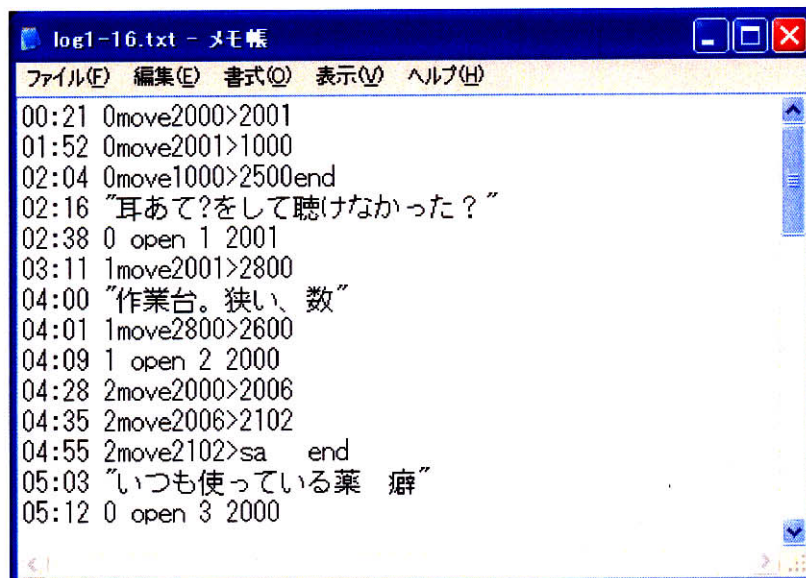 log1-16.txt - メモ帳
ファイル(F) 編集(E) 書式(O) 表示(V) ヘルプ(H)
00:21 0move2000>2001
01:52 0move2001>1000
02:04 0move1000>2500end
02:16 "耳あて?をして聴けなかった？"
02:38 0 open 1 2001
03:11 1move2001>2800
04:00 "作業台。狭い、数"
04:01 1move2800>2600
04:09 1 open 2 2000
04:28 2move2000>2006
04:35 2move2006>2102
04:55 2move2102>sa   end
05:03 "いつも使っている薬　癖"
05:12 0 open 3 2000